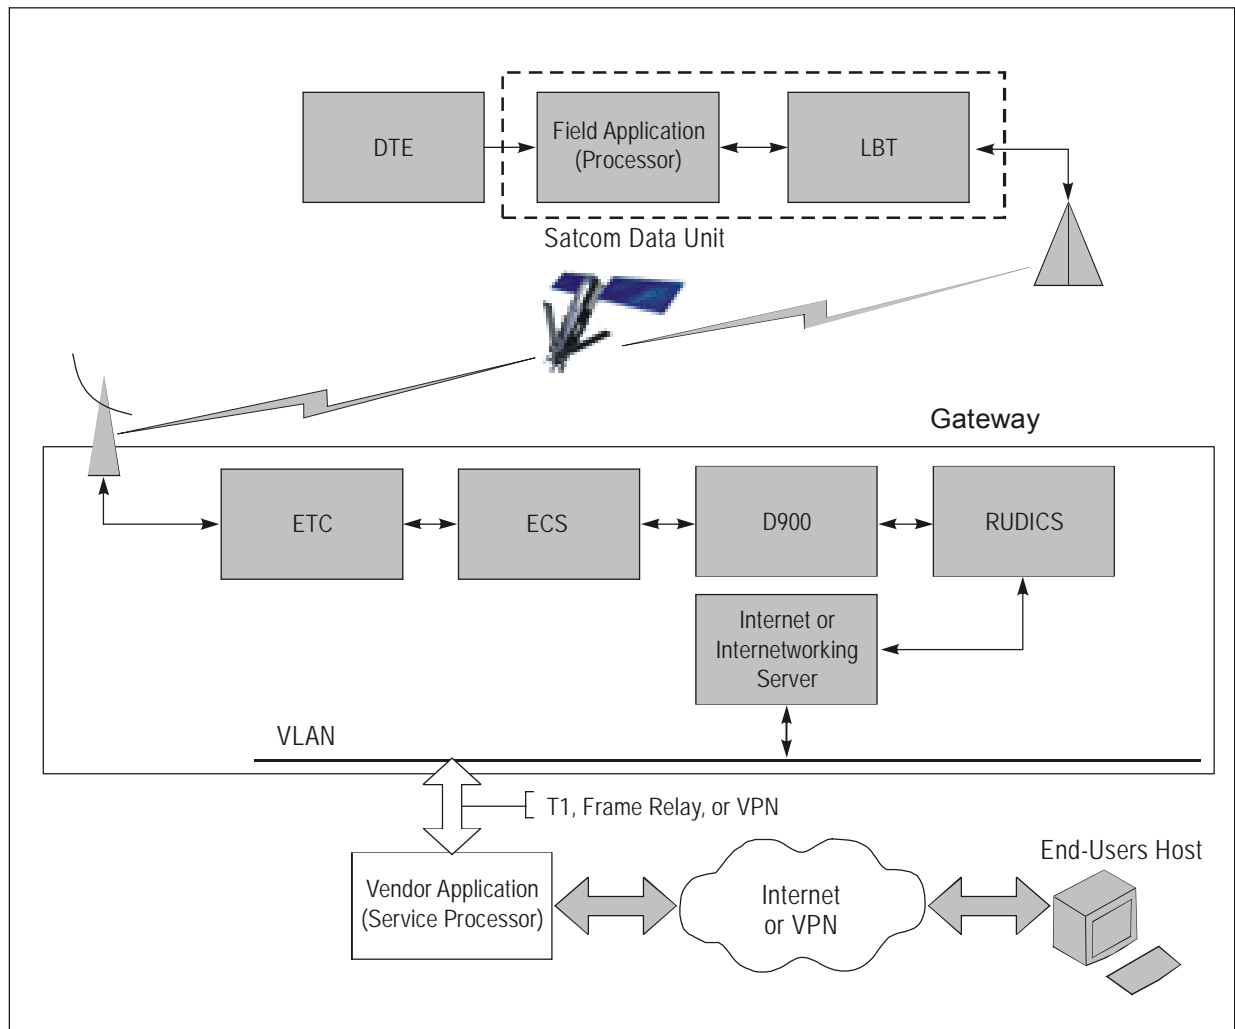 DTE
Field Application
(Processor)
LBT
Satcom Data Unit
Gateway
ETC
ECS
D900
RUDICS
Internet or
Internetworking
Server
VLAN
T1, Frame Relay, or VPN
Vendor Application
(Service Processor)
Internet
or VPN
End-Users Host